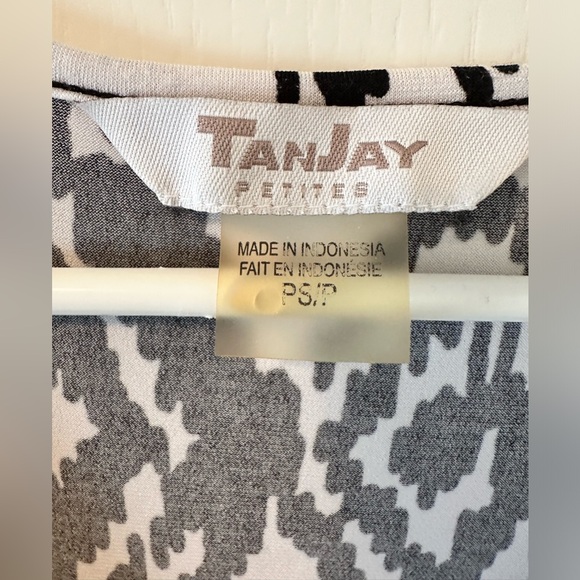 TANJAY
PETITES
MADE IN INDONESIA
FAIT EN INDONÉSIE
PS/P